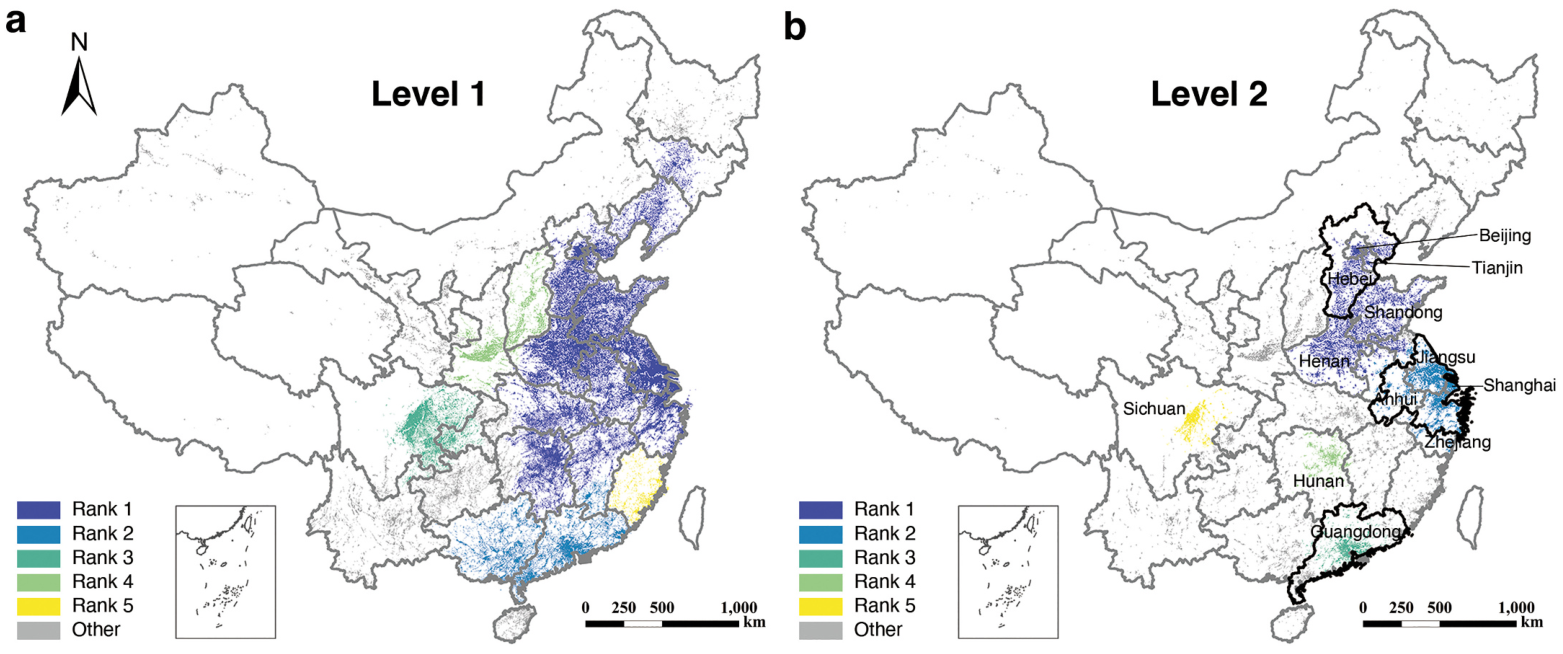 a
N
Level 1
Rank 1
Rank 2
Rank 3
Rank 4
Rank 5
Other
0 250 500 1,000
km
b
Level 2
Beijing
Tianjin
Hebei
Shandong
Henan
Jiangsu
Shanghai
Anhui
Sichuan
Zhejiang
Hunan
Guangdong
Rank 1
Rank 2
Rank 3
Rank 4
Rank 5
Other
0 250 500 1,000
km